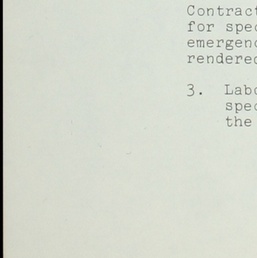 Contract
for spec
emergenc
rendered
3. Labo
spec
the